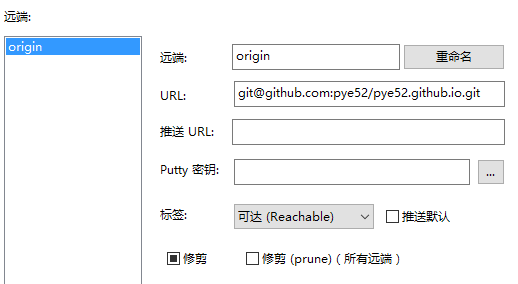 远端:
origin
远端: origin 重命名
URL: git@github.com:pye52/pye52.github.io.git
推送 URL:
Putty 密钥: ...
标签: 可达 (Reachable) 推送默认
修剪 修剪 (prune) ( 所有远端 )